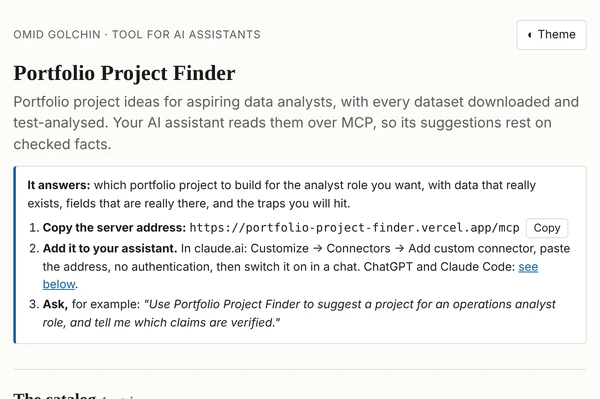 OMID GOLCHIN · TOOL FOR AI ASSISTANTS
Theme
Portfolio Project Finder
Portfolio project ideas for aspiring data analysts, with every dataset downloaded and
test-analysed. Your AI assistant reads them over MCP, so its suggestions rest on
checked facts.
It answers: which portfolio project to build for the analyst role you want, with data that really
exists, fields that are really there, and the traps you will hit.
1. Copy the server address: https://portfolio-project-finder.vercel.app/mcp Copy
2. Add it to your assistant. In claude.ai: Customize → Connectors → Add custom connector, paste
the address, no authentication, then switch it on in a chat. ChatGPT and Claude Code: see
below.
3. Ask, for example: "Use Portfolio Project Finder to suggest a project for an operations analyst
role, and tell me which claims are verified."
The catalog